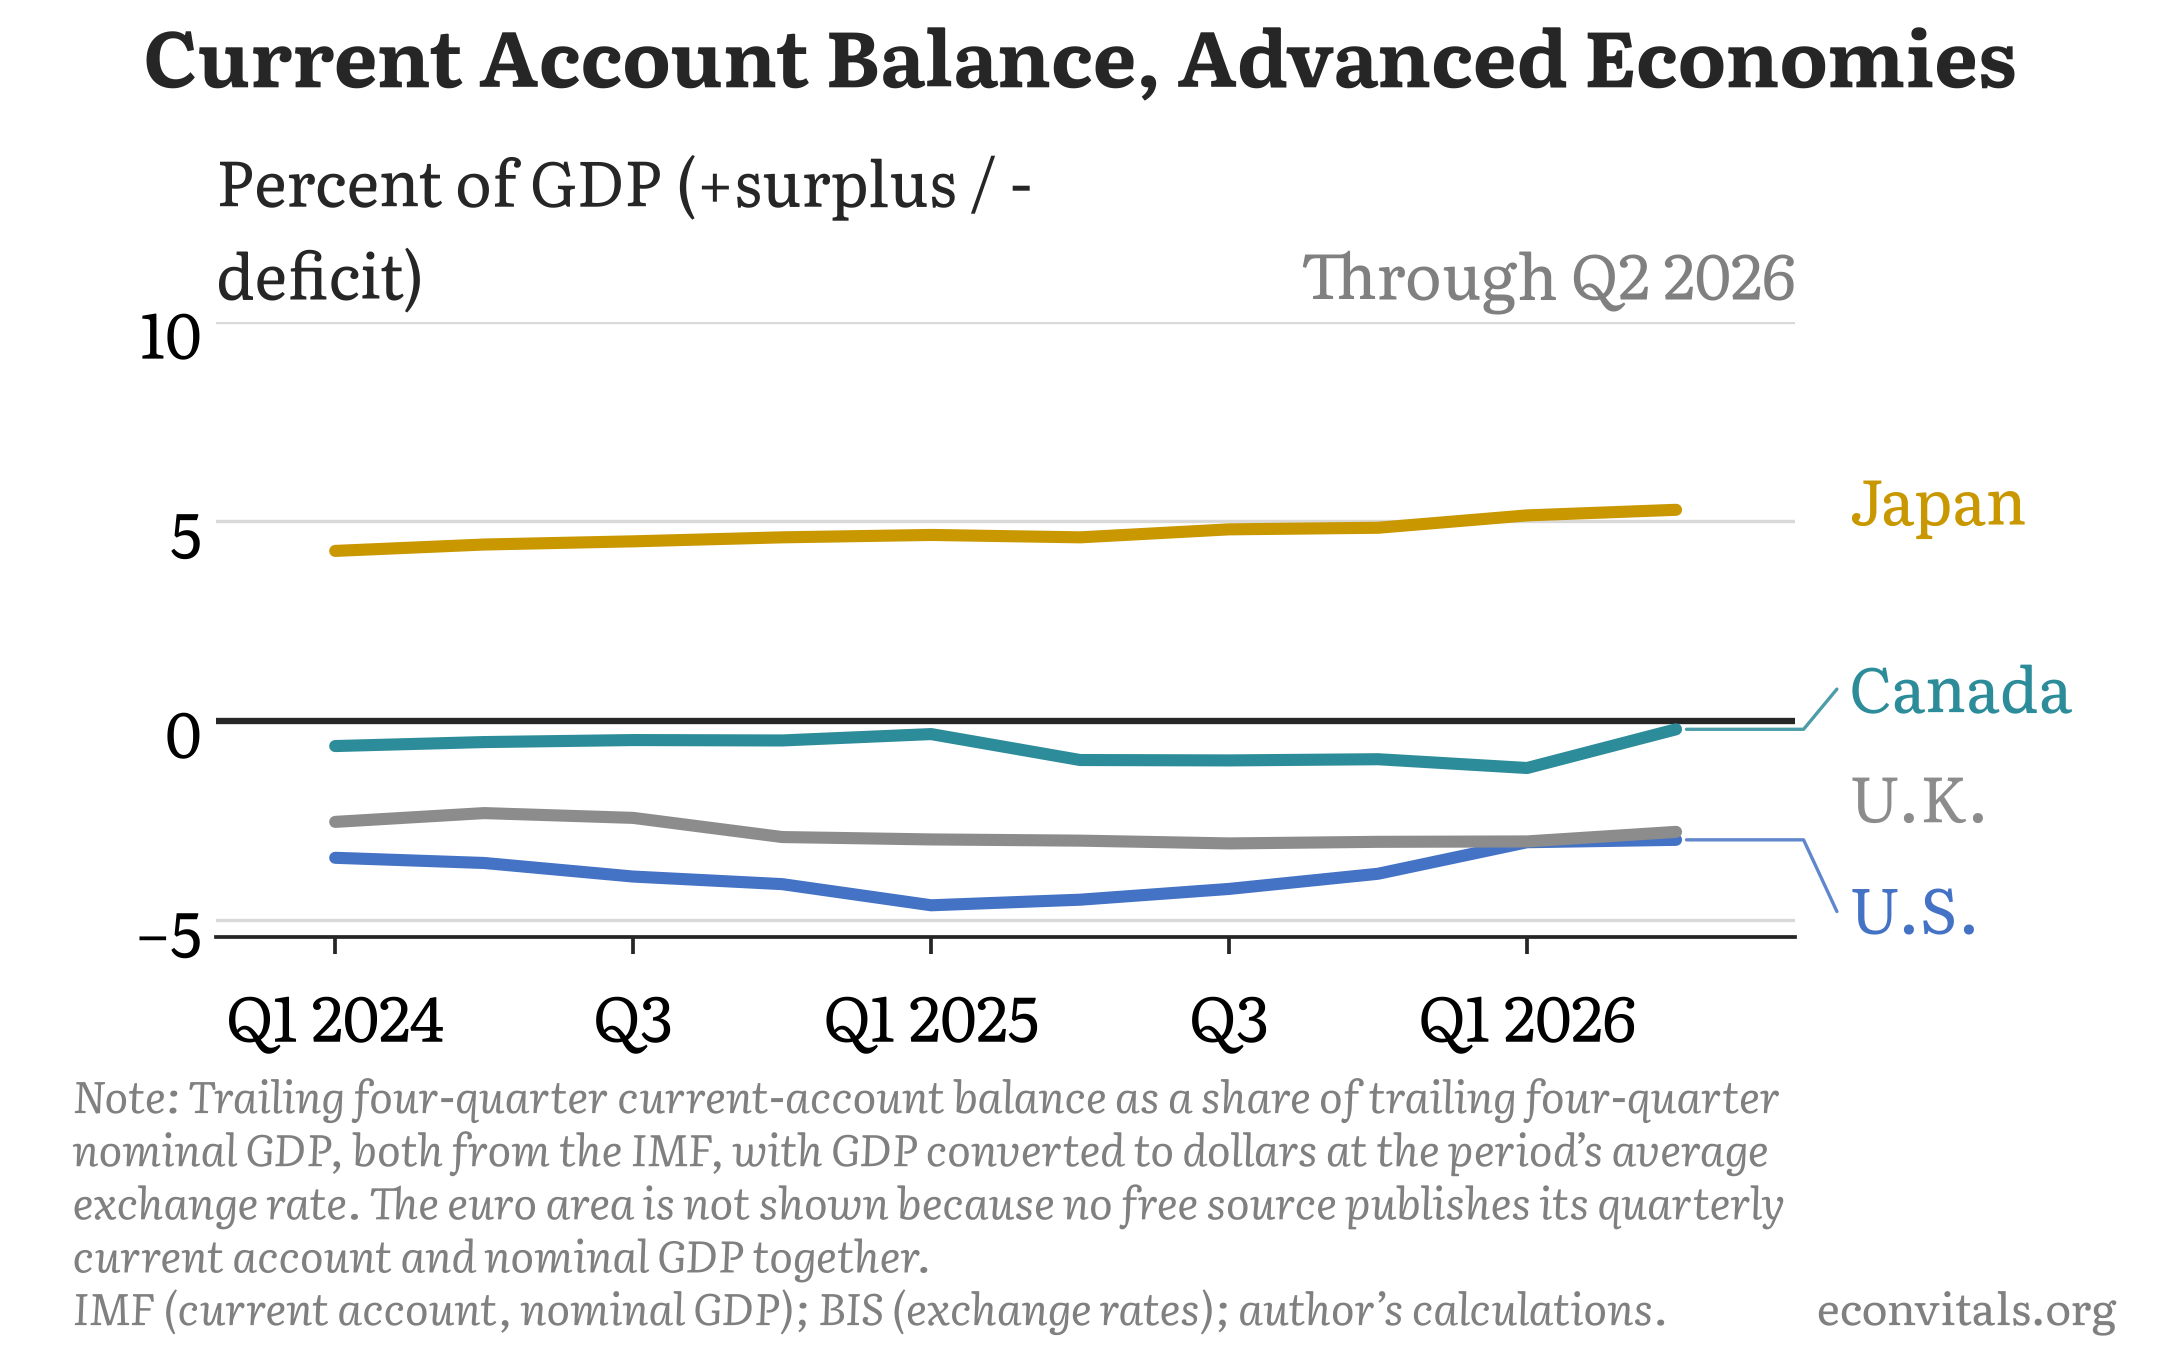 Current Account Balance, Advanced Economies
Percent of GDP (+surplus / -
deficit)
Through Q2 2026
10
5
0
−5
Japan
Canada
U.K.
U.S.
Q1 2024
Q3
Q1 2025
Q3
Q1 2026
Note: Trailing four-quarter current-account balance as a share of trailing four-quarter
nominal GDP, both from the IMF, with GDP converted to dollars at the period’s average
exchange rate. The euro area is not shown because no free source publishes its quarterly
current account and nominal GDP together.
IMF (current account, nominal GDP); BIS (exchange rates); author’s calculations.
econvitals.org